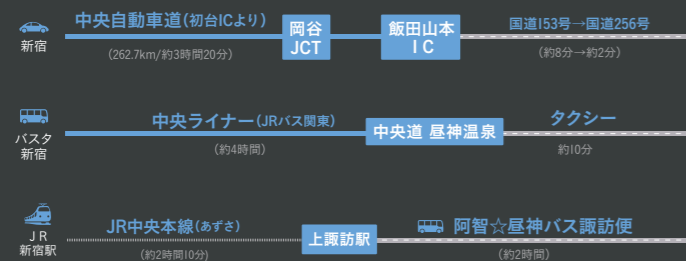 中央自動車道(初台ICより)
新宿
(262.7km/約3時間20分)
岡谷
JCT
飯田山本
IC
国道153号→国道256号
(約8分→約2分)
バスタ
新宿
中央ライナー(JRバス関東)
(約4時間)
中央道 昼神温泉
タクシー
約10分
JR
新宿駅
JR中央本線(あずさ)
(約2時間10分)
上諏訪駅
阿智☆昼神バス諏訪便
(約2時間)